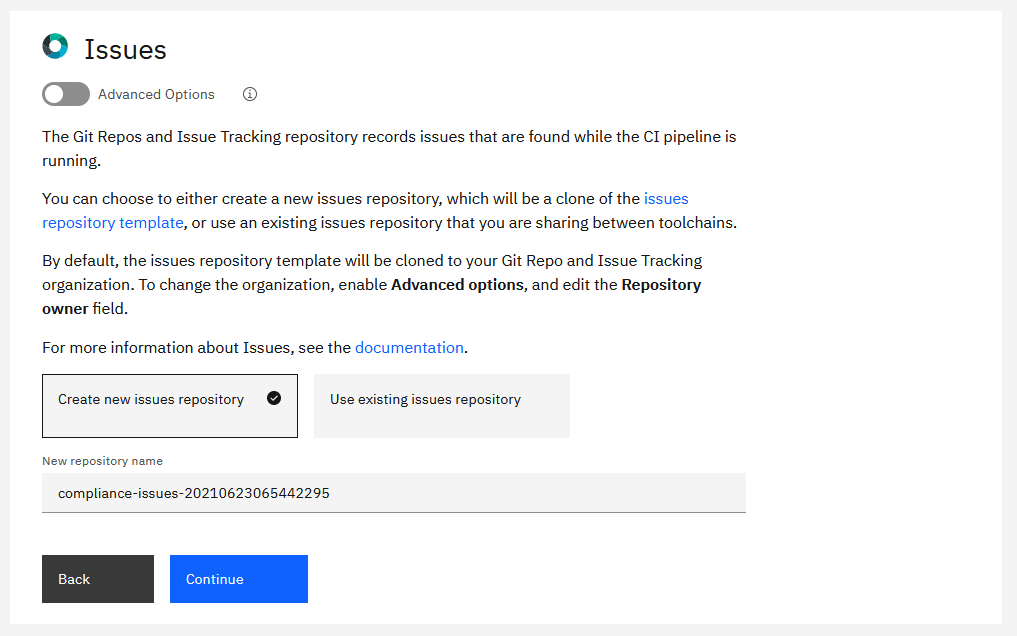 Issues
Advanced Options
The Git Repos and Issue Tracking repository records issues that are found while the CI pipeline is
running.
You can choose to either create a new issues repository, which will be a clone of the issues
repository template, or use an existing issues repository that you are sharing between toolchains.
By default, the issues repository template will be cloned to your Git Repo and Issue Tracking
organization. To change the organization, enable Advanced options, and edit the Repository
owner field.
For more information about Issues, see the documentation.
Create new issues repository
Use existing issues repository
New repository name
compliance-issues-20210623065442295
Back
Continue